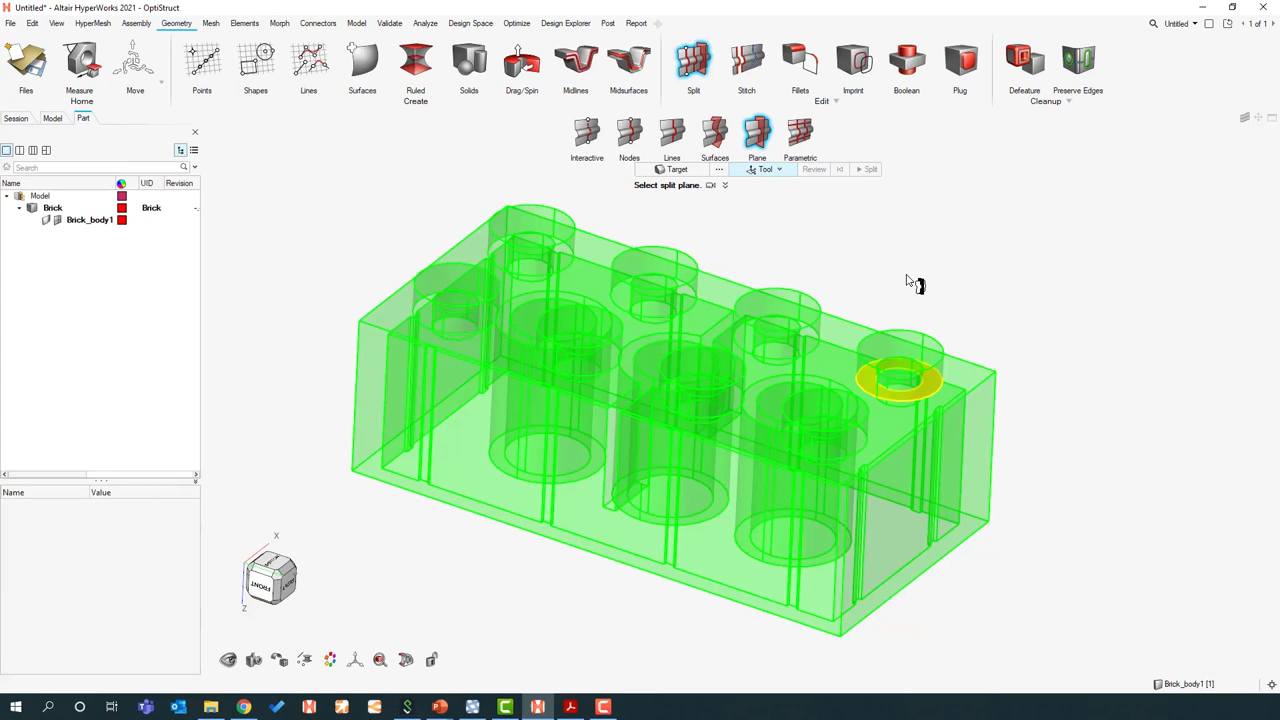 Untitled* - Altair HyperWorks 2021 - OptiStruct
File Edit View HyperMesh Assembly Geometry Mesh Elements Morph Connectors Model Validate Analyze Design Space Optimize Design Explorer Post Report Untitled 1 of 1
Files Measure Move Points Shapes Lines Surfaces Ruled Solids Drag/Spin Midlines Midsurfaces Split Stitch Fillets Imprint Boolean Plug Defeature Preserve Edges
Home Create Edit Cleanup
Session Model Part
Interactive Nodes Lines Surfaces Plane Parametric
Search
Target ... Tool Review Split
Name UID Revision
Select split plane.
Model
Brick Brick
Brick_body1
Name Value
X
FRONT
Z
Brick_body1 [1]